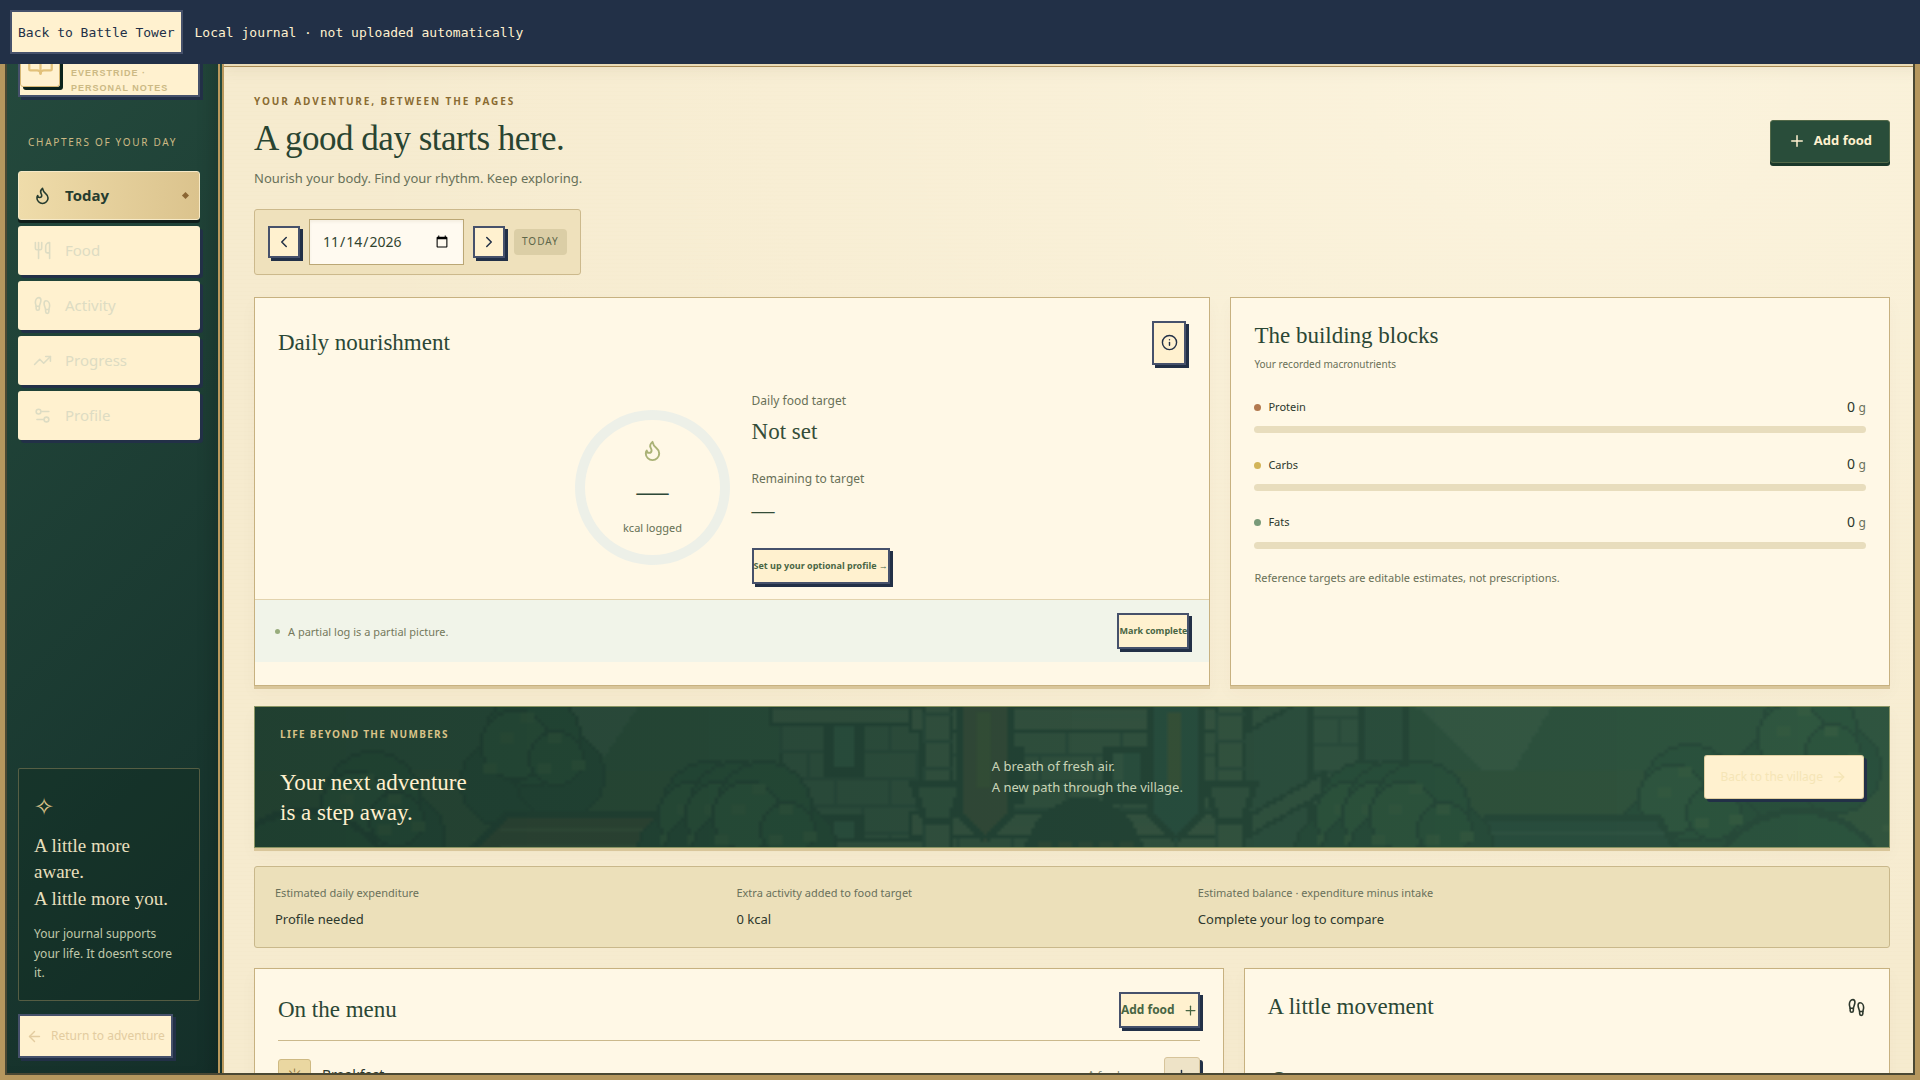 Back to Battle Tower
Local journal · not uploaded automatically
EVERSTRIDE ·
PERSONAL NOTES
CHAPTERS OF YOUR DAY
Today
Food
Activity
Progress
Profile
A little more
aware.
A little more you.
Your journal supports
your life. It doesn't score
it.
Return to adventure
YOUR ADVENTURE, BETWEEN THE PAGES
A good day starts here.
Nourish your body. Find your rhythm. Keep exploring.
Add food
11/14/2026
TODAY
Daily nourishment
— kcal logged
Daily food target
Not set
Remaining to target
—
Set up your optional profile →
A partial log is a partial picture.
Mark complete
The building blocks
Your recorded macronutrients
Protein 0 g
Carbs 0 g
Fats 0 g
Reference targets are editable estimates, not prescriptions.
LIFE BEYOND THE NUMBERS
Your next adventure
is a step away.
A breath of fresh air.
A new path through the village.
Back to the village
Estimated daily expenditure
Profile needed
Extra activity added to food target
0 kcal
Estimated balance · expenditure minus intake
Complete your log to compare
On the menu
Add food +
Breakfast
A little movement